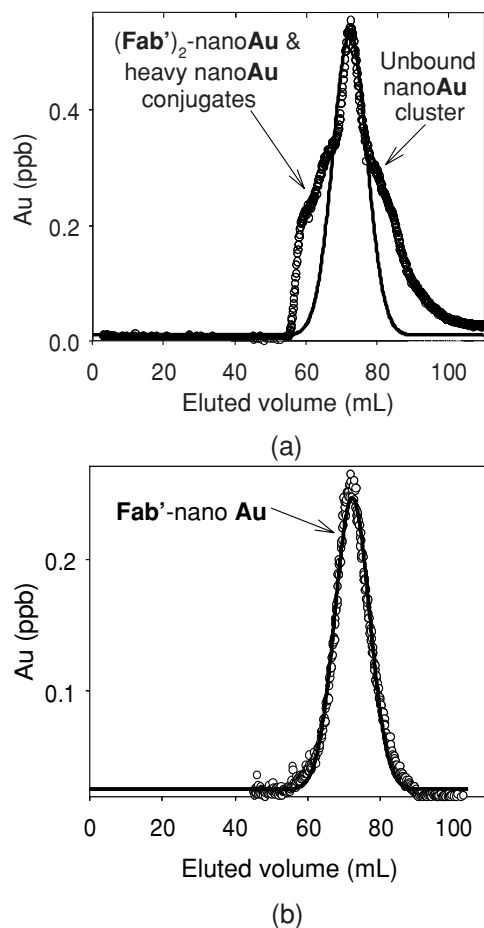 (Fab')2-nanoAu &
heavy nanoAu
conjugates
Unbound
nanoAu
cluster
Au (ppb)
0.4
0.2
0.0
0 20 40 60 80 100
Eluted volume (mL)
(a)
Fab'-nano Au
Au (ppb)
0.2
0.1
0 20 40 60 80 100
Eluted volume (mL)
(b)